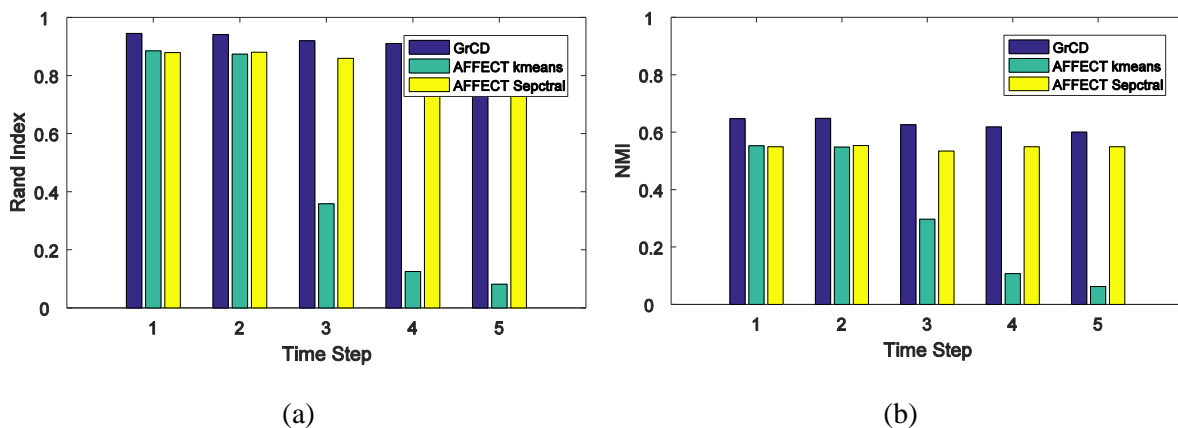 1
0.8
0.6
0.4
0.2
0
Rand Index
GrCD
AFFECT kmeans
AFFECT Sepctral
1 2 3 4 5
Time Step
(a)
1
0.8
0.6
0.4
0.2
0
NMI
GrCD
AFFECT kmeans
AFFECT Sepctral
1 2 3 4 5
Time Step
(b)